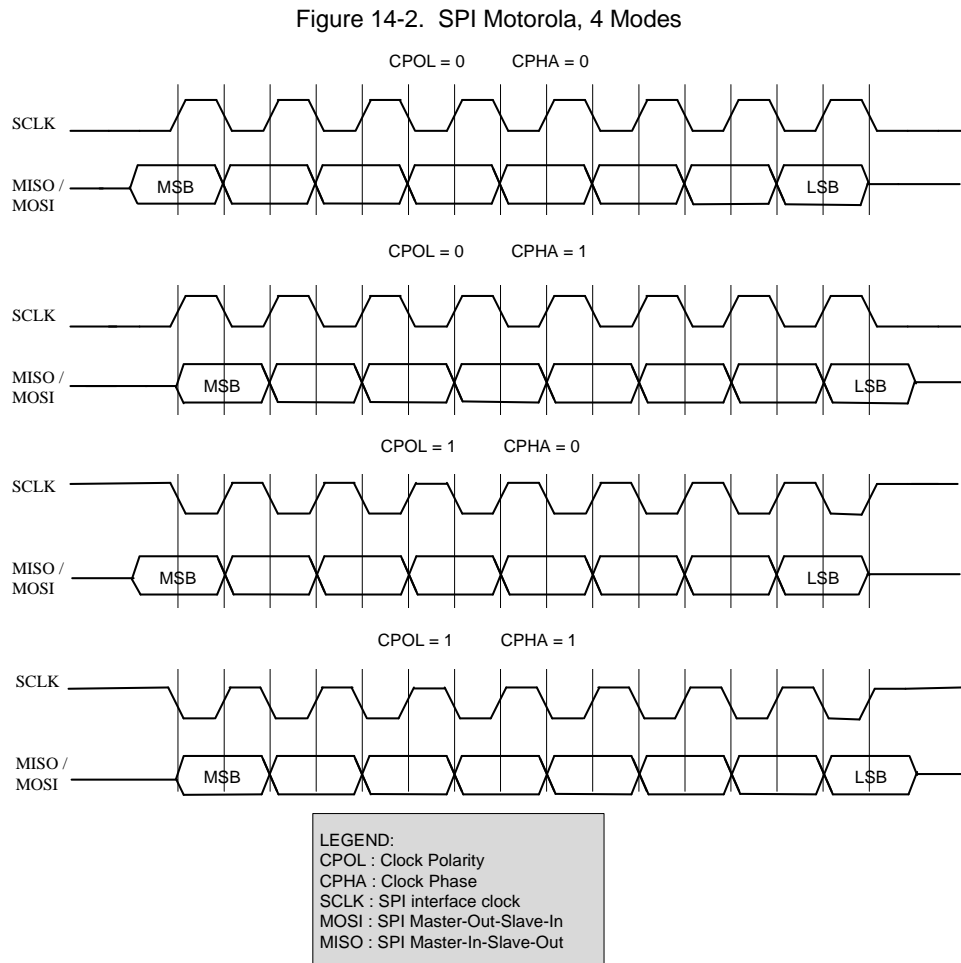 Figure 14-2. SPI Motorola, 4 Modes
CPOL = 0 CPHA = 0
SCLK
MISO /
MOSI
MSB LSB
CPOL = 0 CPHA = 1
SCLK
MISO /
MOSI
MSB LSB
CPOL = 1 CPHA = 0
SCLK
MISO /
MOSI
MSB LSB
CPOL = 1 CPHA = 1
SCLK
MISO /
MOSI
MSB LSB
LEGEND:
CPOL : Clock Polarity
CPHA : Clock Phase
SCLK : SPI interface clock
MOSI : SPI Master-Out-Slave-In
MISO : SPI Master-In-Slave-Out